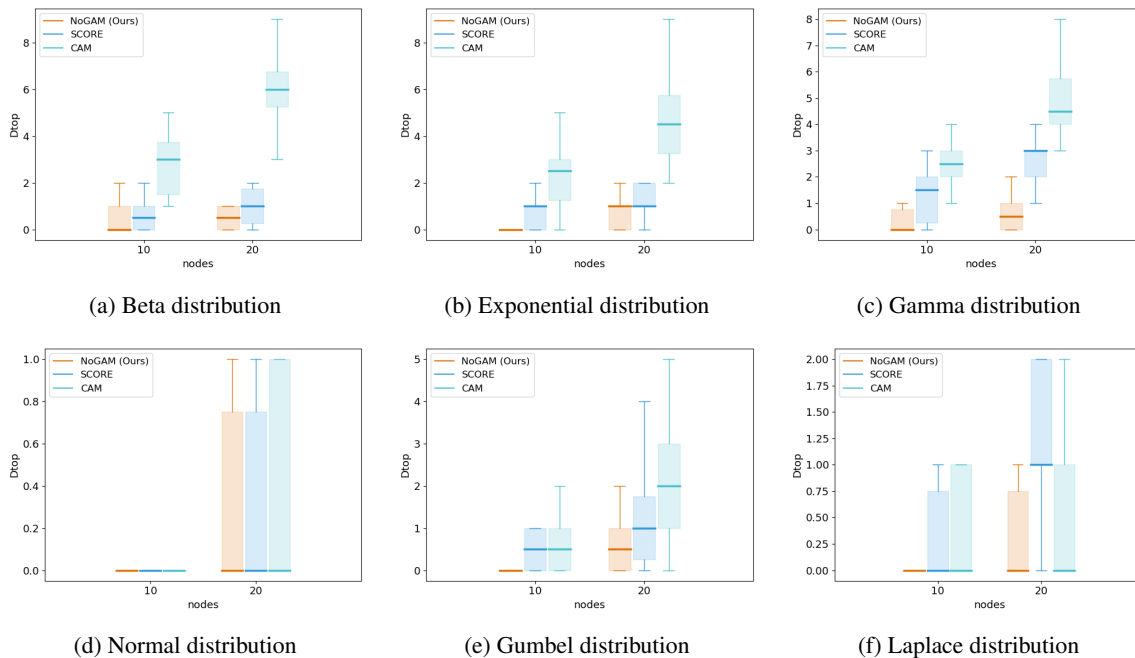 NoGAM (Ours)
SCORE
CAM
8
6
4
2
0
Dtop
10
20
nodes
(a) Beta distribution
NoGAM (Ours)
SCORE
CAM
8
6
4
2
0
Dtop
10
20
nodes
(b) Exponential distribution
NoGAM (Ours)
SCORE
CAM
8
7
6
5
4
3
2
1
0
Dtop
10
20
nodes
(c) Gamma distribution
NoGAM (Ours)
SCORE
CAM
1.0
0.8
0.6
0.4
0.2
0.0
Dtop
10
20
nodes
(d) Normal distribution
NoGAM (Ours)
SCORE
CAM
5
4
3
2
1
0
Dtop
10
20
nodes
(e) Gumbel distribution
NoGAM (Ours)
SCORE
CAM
2.00
1.75
1.50
1.25
1.00
0.75
0.50
0.25
0.00
Dtop
10
20
nodes
(f) Laplace distribution